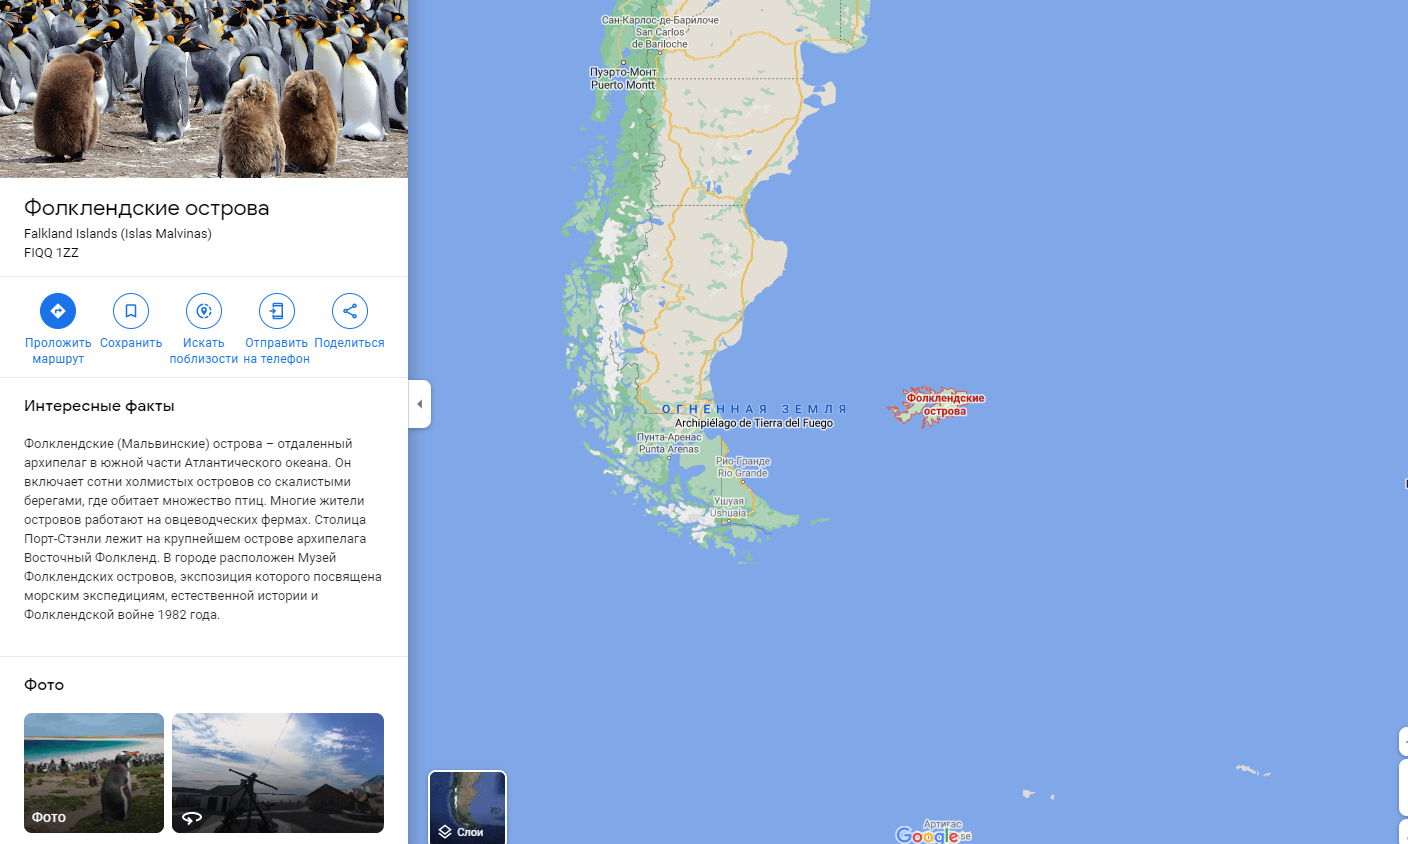 Фолклендские острова
Falkland Islands (Islas Malvinas)
FIQQ 1ZZ
Проложить
маршрут
Сохранить
Искать
поблизости
Отправить
на телефон
Поделиться
Интересные факты
Фолклендские (Мальвинские) острова – отдаленный
архипелаг в южной части Атлантического океана. Он
включает сотни холмистых островов со скалистыми
берегами, где обитает множество птиц. Многие жители
островов работают на овцеводческих фермах. Столица
Порт-Стэнли лежит на крупнейшем острове архипелага
Восточный Фолкленд. В городе расположен Музей
Фолклендских островов, экспозиция которого посвящена
морским экспедициям, естественной истории и
Фолклендской войне 1982 года.
Фото
Фото
Сан-Карлос-де-Барилоче
San Carlos
de Bariloche
Пуэрто-Монт
Puerto Montt
Фолклендские
острова
ОГНЕННАЯ ЗЕМЛЯ
Archipiélago de Tierra del Fuego
Пунта-Аренас
Punta Arenas
Рио-Гранде
Río Grande
Ушуая
Ushuaia
Слои
Артигас
Google
se